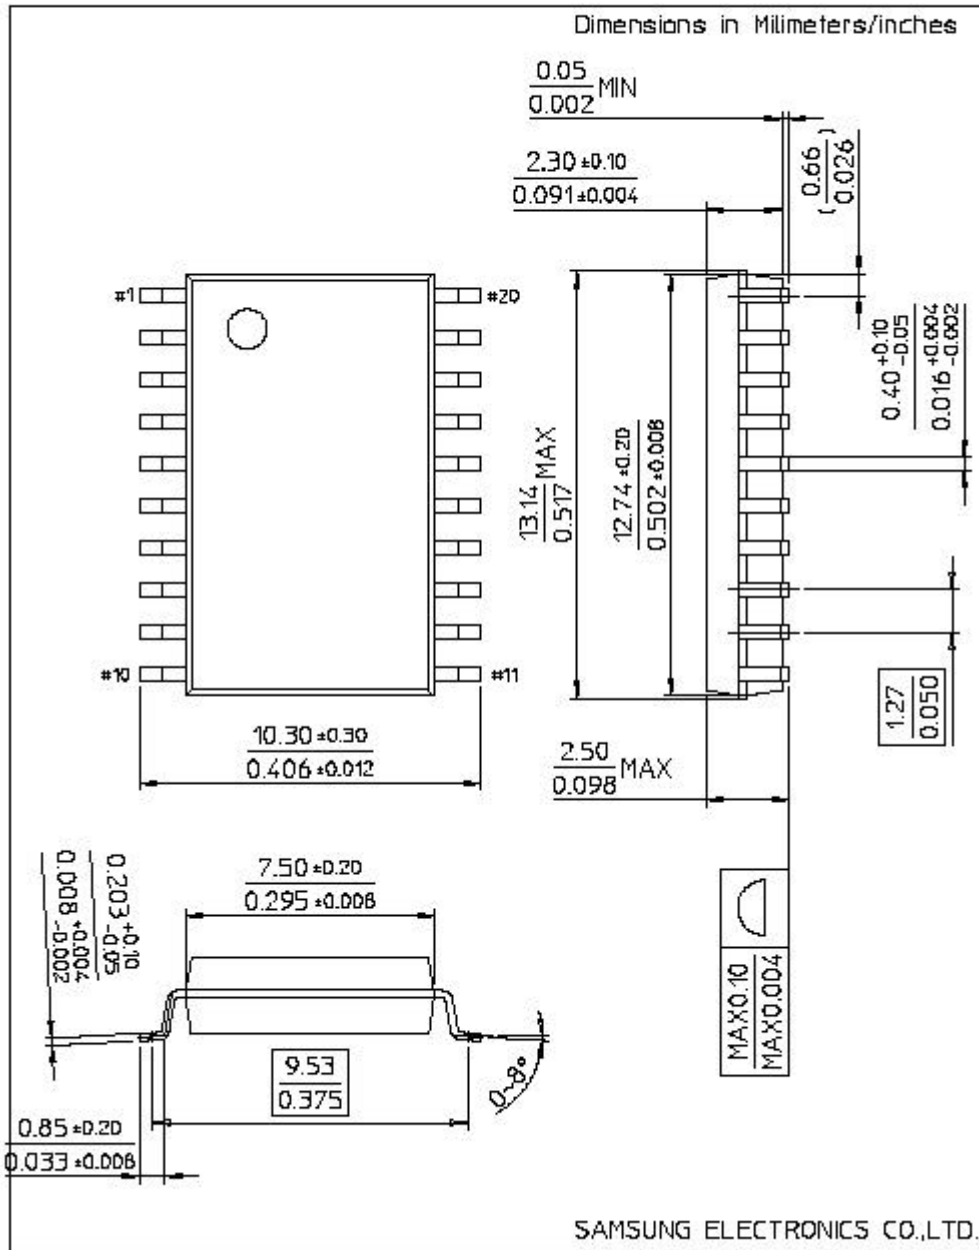 Dimensions in Milimeters/inches
0.05
0.002 MIN
2.30 ±0.10
0.091 ±0.004
( 0.66 )
0.026
#1
#20
0.40 +0.10 -0.05
0.016 +0.004 -0.002
13.14 MAX
0.517
12.74 ±0.20
0.502 ±0.008
#10
#11
1.27
0.050
10.30 ±0.30
0.406 ±0.012
2.50
0.098 MAX
0.203 +0.10 -0.05
0.008 +0.004 -0.002
7.50 ±0.20
0.295 ±0.008
MAX0.10
MAX0.004
9.53
0.375
0~8°
0.85 ±0.20
0.033 ±0.008
SAMSUNG ELECTRONICS CO.,LTD.